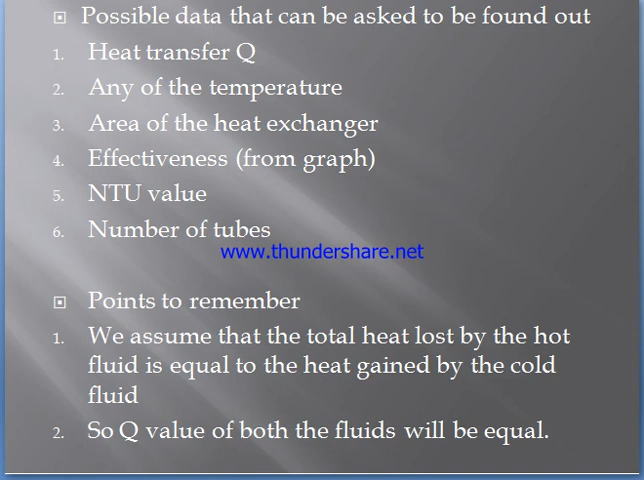 Possible data that can be asked to be found out
1. Heat transfer Q
2. Any of the temperature
3. Area of the heat exchanger
4. Effectiveness (from graph)
5. NTU value
6. Number of tubes
www.thundershare.net
Points to remember
1. We assume that the total heat lost by the hot
fluid is equal to the heat gained by the cold
fluid
2. So Q value of both the fluids will be equal.